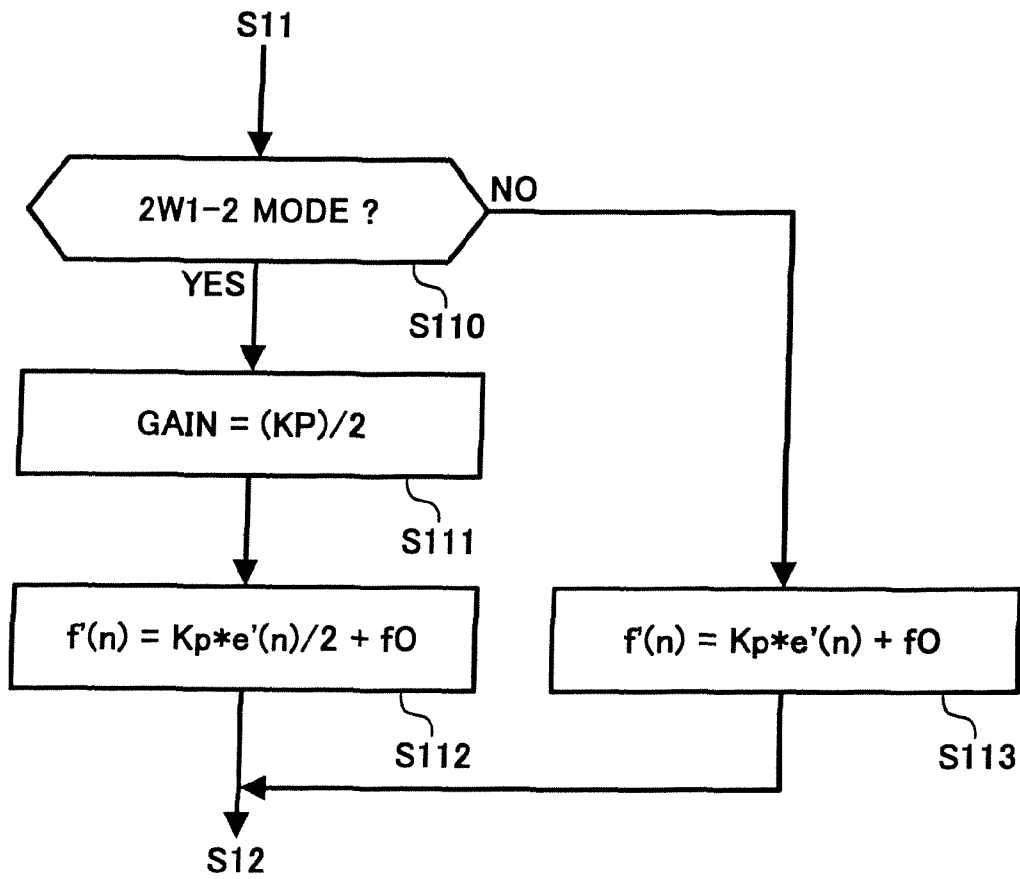 S11
2W1-2 MODE ?
NO
YES
S110
GAIN = (KP)/2
S111
f'(n) = Kp*e'(n)/2 + fO
S112
f'(n) = Kp*e'(n) + fO
S113
S12